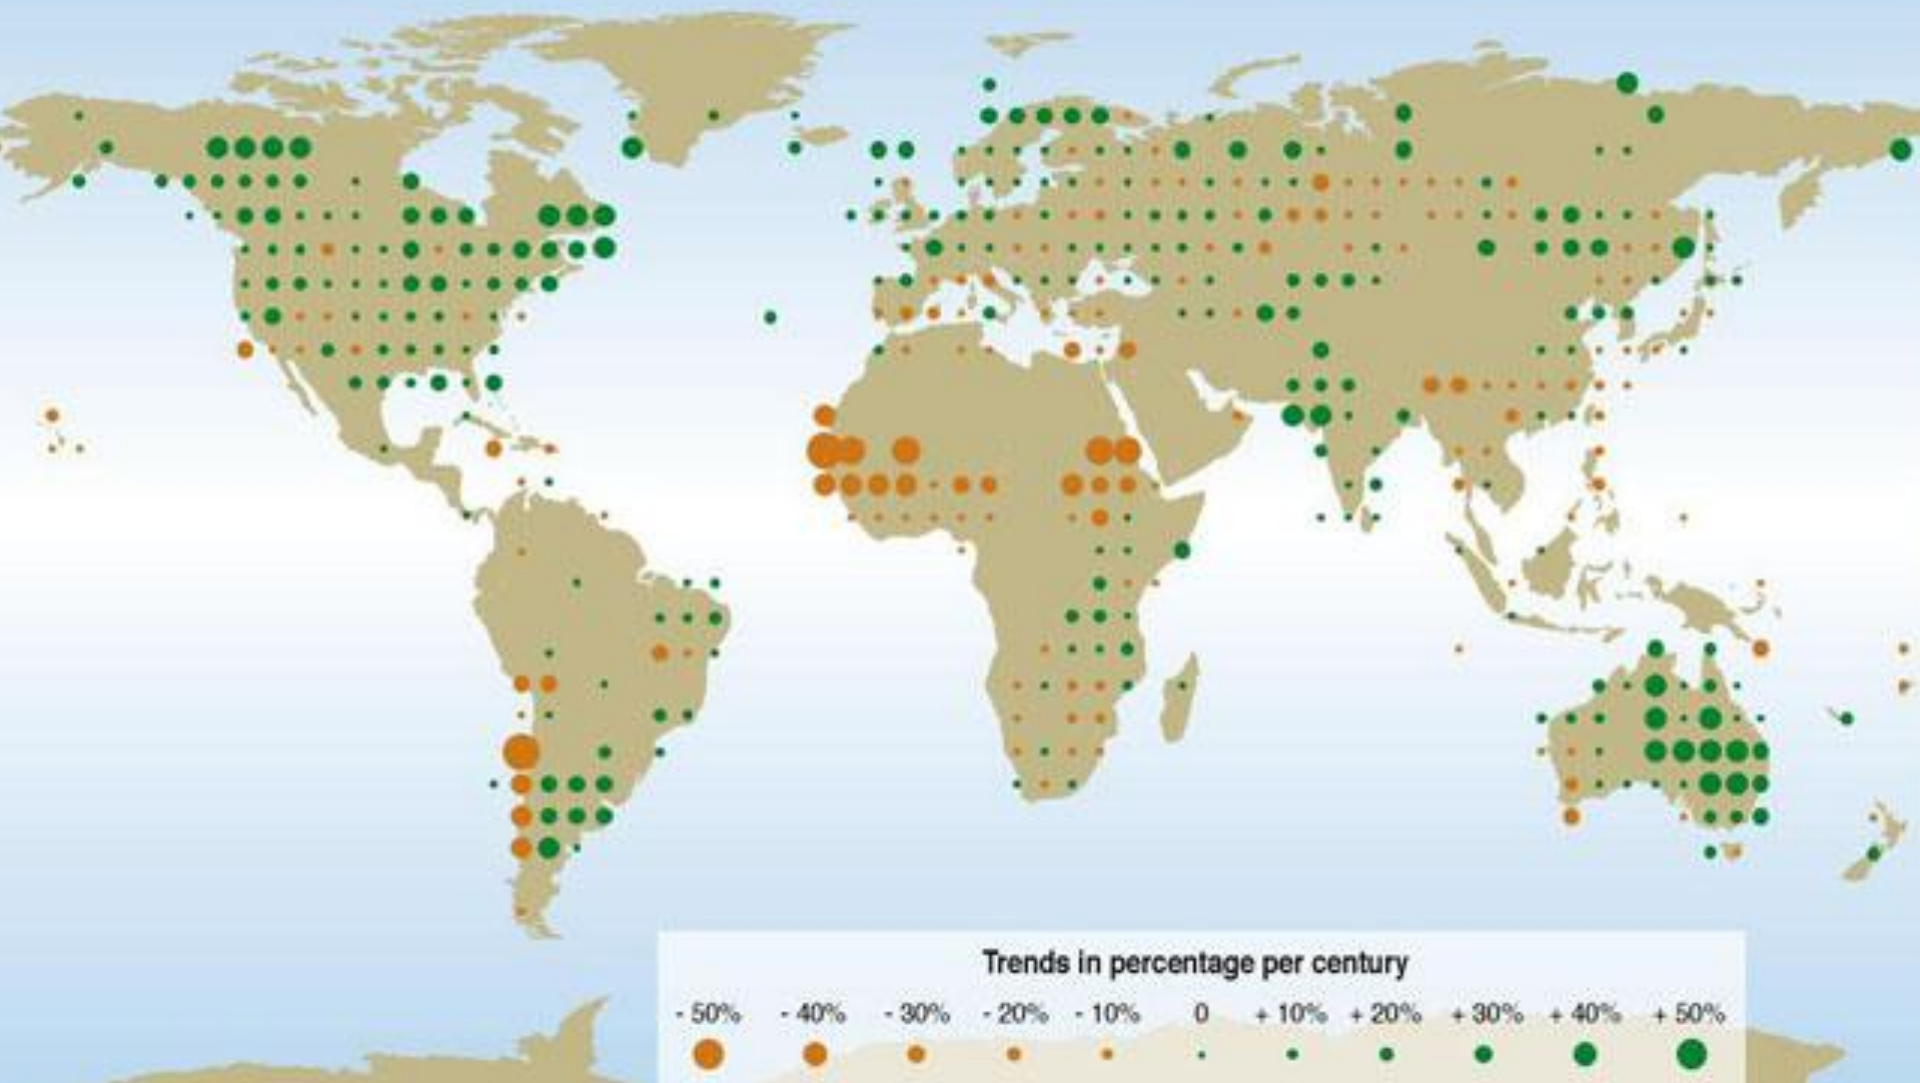 Trends in percentage per century
- 50% - 40% - 30% - 20% - 10% 0 + 10% + 20% + 30% + 40% + 50%